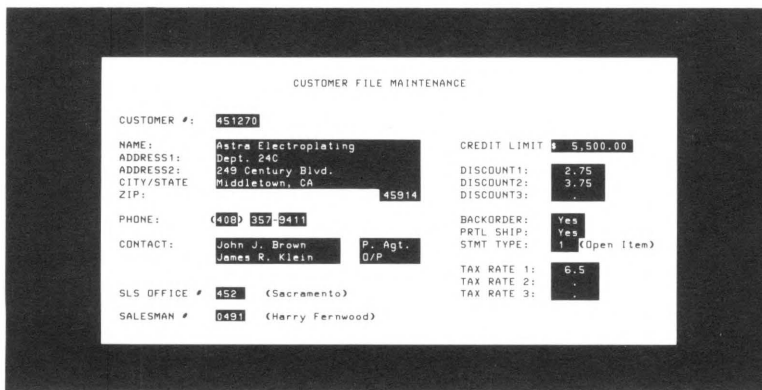 CUSTOMER FILE MAINTENANCE
CUSTOMER #: 451270
NAME: Astra Electroplating
ADDRESS1: Dept. 24C
ADDRESS2: 249 Century Blvd.
CITY/STATE Middletown, CA
ZIP: 45914
PHONE: (408) 357-9411
CONTACT: John J. Brown P. Agt.
James R. Klein O/P
SLS OFFICE # 452 (Sacramento)
SALESMAN # 0491 (Harry Fernwood)
CREDIT LIMIT $ 5,500.00
DISCOUNT1: 2.75
DISCOUNT2: 3.75
DISCOUNT3: .
BACKORDER: Yes
PRTL SHIP: Yes
STMT TYPE: 1 (Open Item)
TAX RATE 1: 6.5
TAX RATE 2: .
TAX RATE 3: .